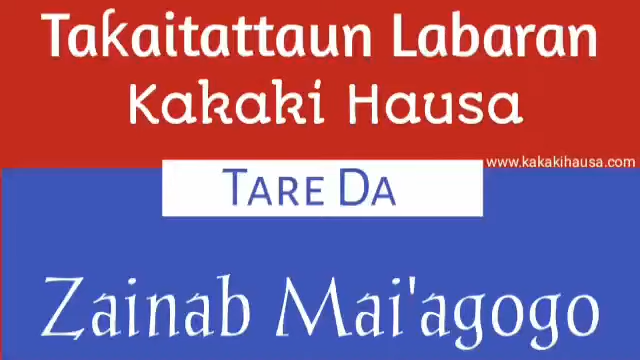 Takaitattaun Labaran
Kakaki Hausa
www.kakakihausa.com
Tare Da
Zainab Mai'agogo